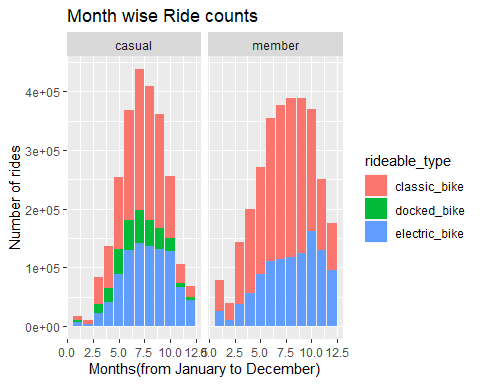 Month wise Ride counts
casual
member
4e+05
3e+05
2e+05
1e+05
0e+00
Number of rides
0.0 2.5 5.0 7.5 10.0 12.5
0.0 2.5 5.0 7.5 10.0 12.5
Months(from January to December)
rideable_type
classic_bike
docked_bike
electric_bike